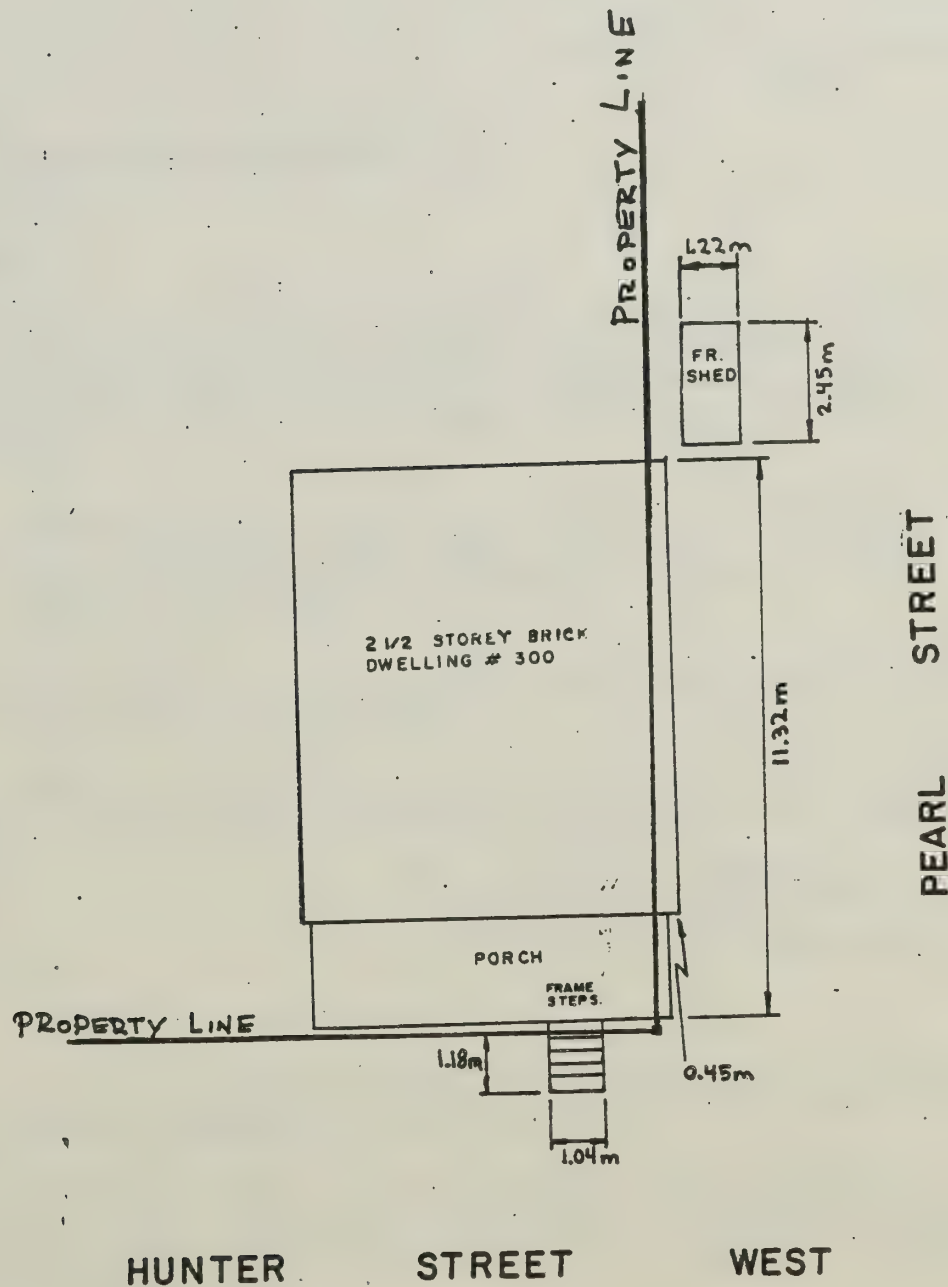 PROPERTY LINE
1.22m
FR.
SHED
2.45m
2 1/2 STOREY BRICK
DWELLING # 300
11.32m
PEARL STREET
PORCH
FRAME
STEPS.
PROPERTY LINE
1.18m
0.45m
1.04m
HUNTER STREET WEST